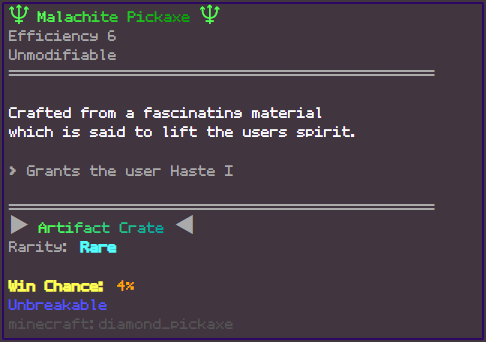 🔱 Malachite Pickaxe 🔱
Efficiency 6
Unmodifiable
Crafted from a fascinating material
which is said to lift the users spirit.
> Grants the user Haste I
▶ Artifact Crate ◀
Rarity: Rare
Win Chance: 4%
Unbreakable
minecraft:diamond_pickaxe